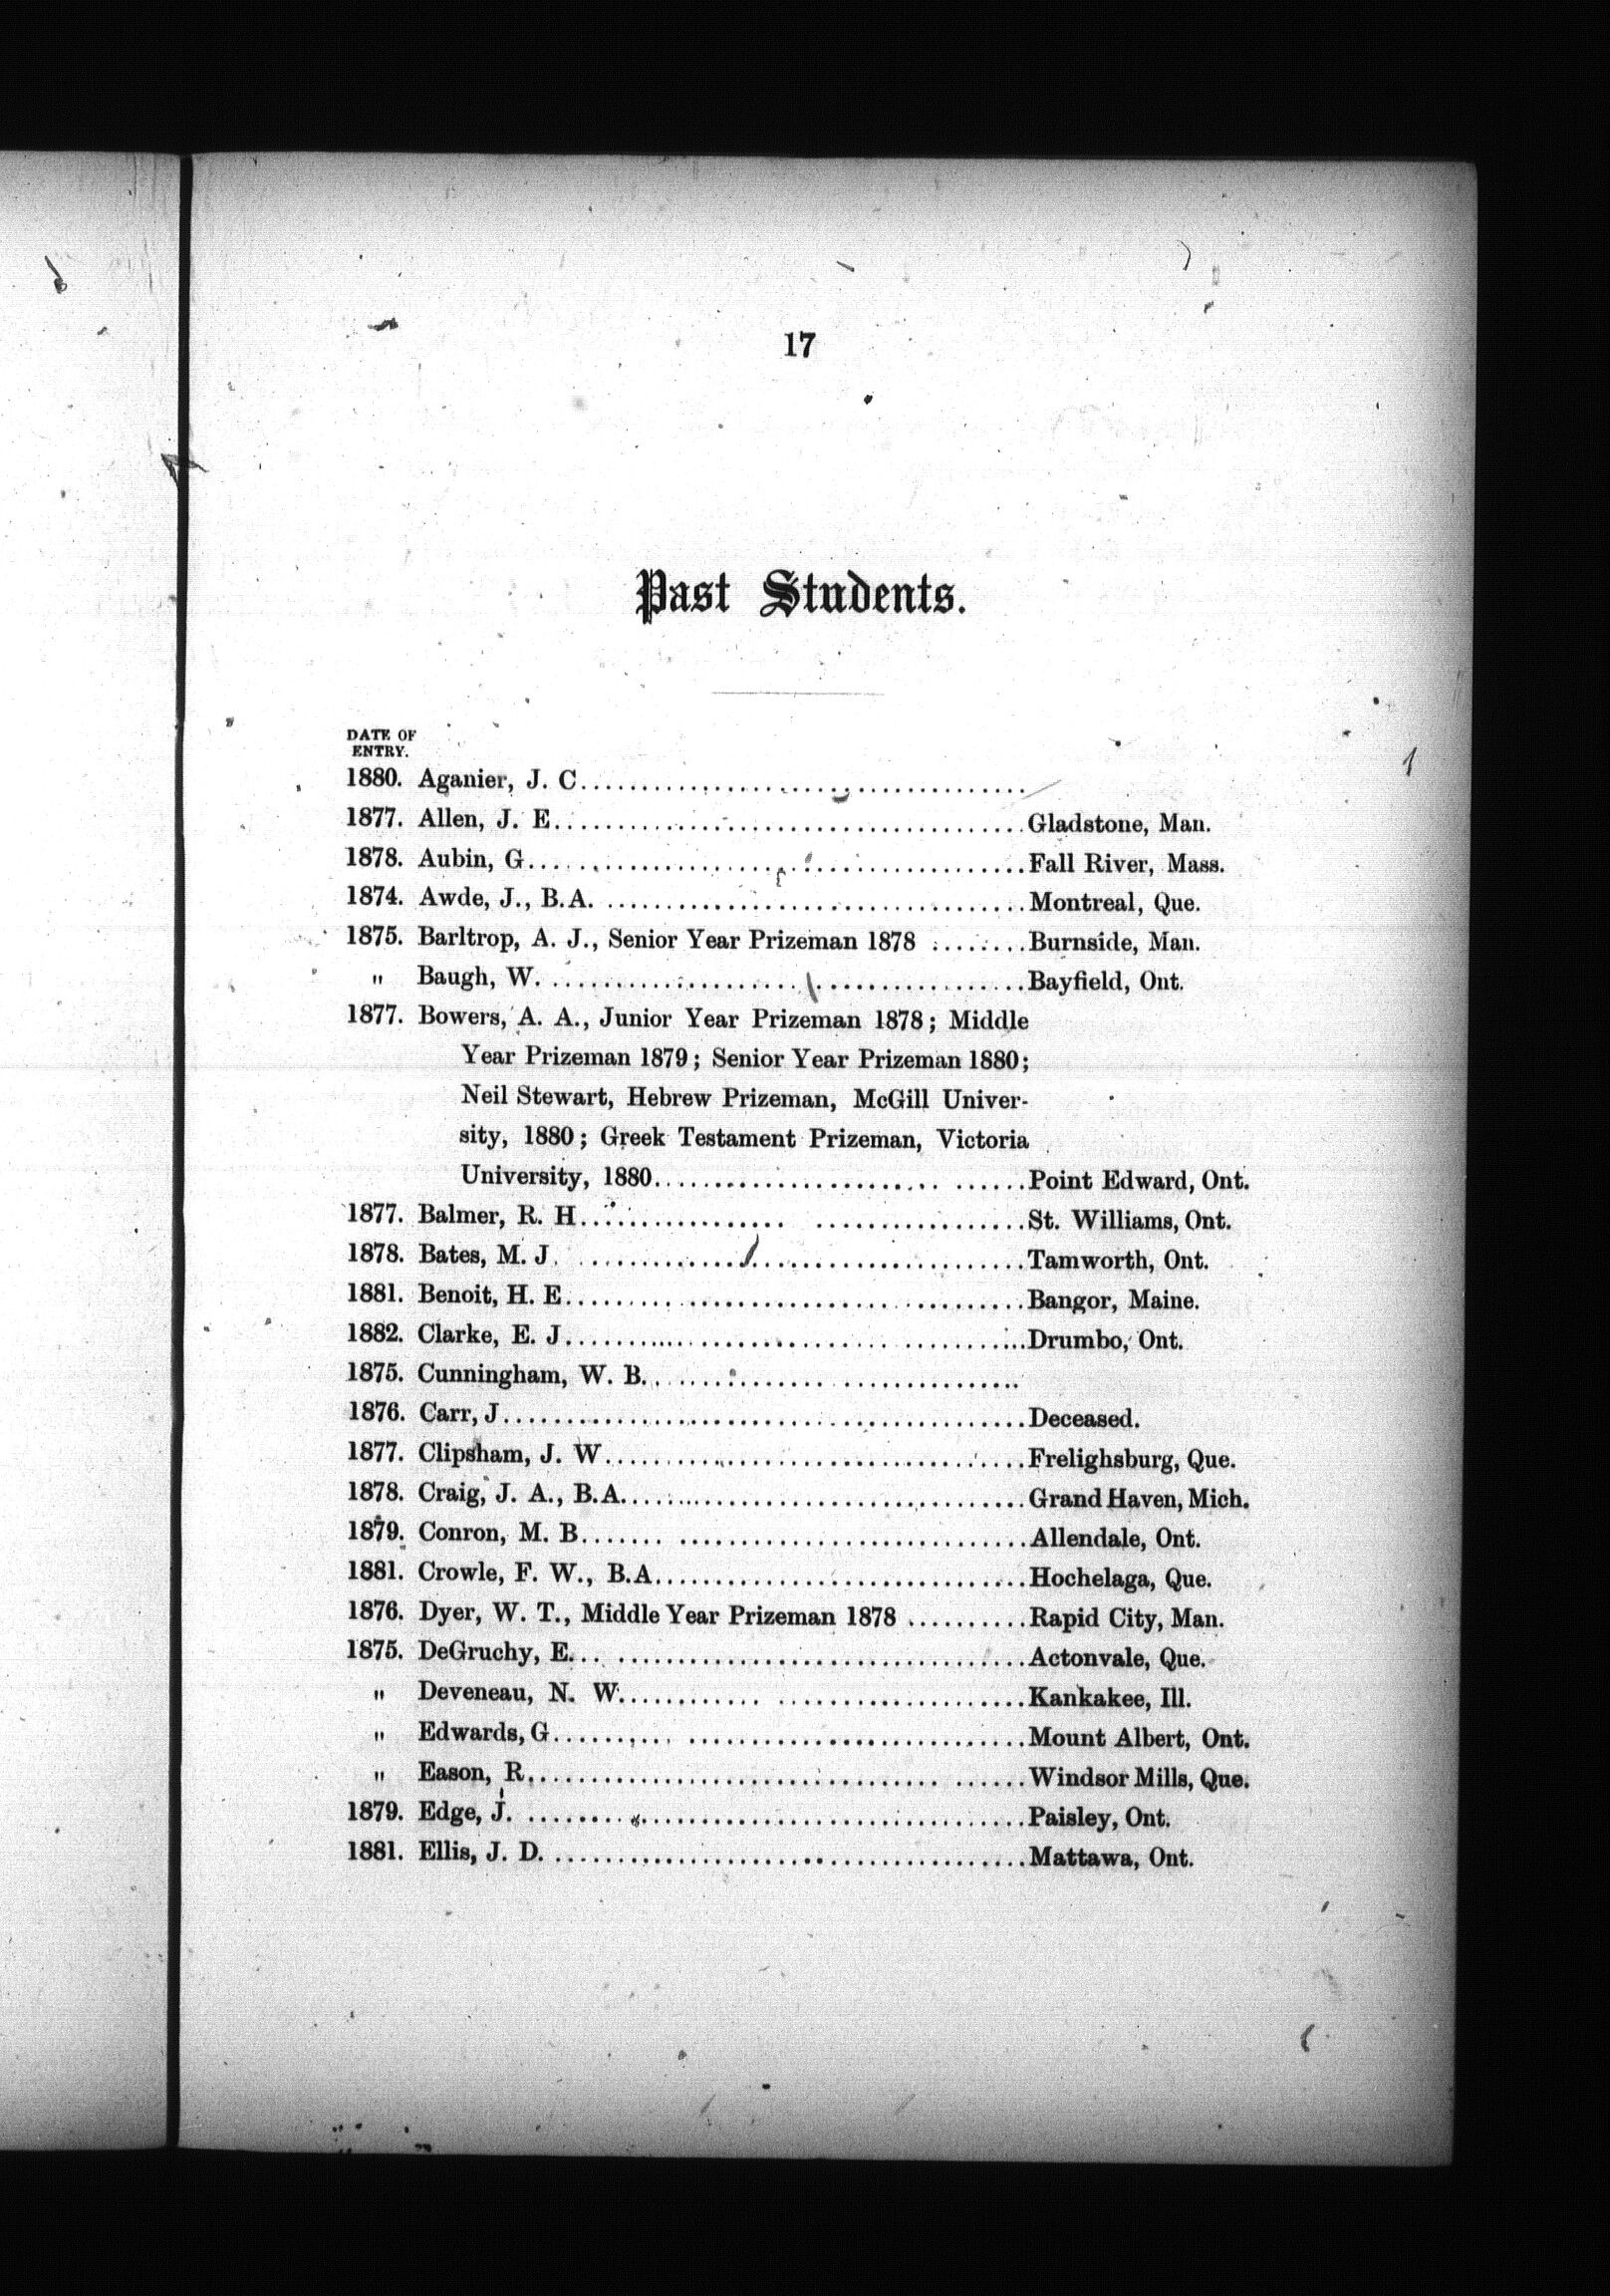 17
Past Students.
DATE OF
ENTRY.
1880. Aganier, J. C........................................
1877. Allen, J. E........................................Gladstone, Man.
1878. Aubin, G........................................Fall River, Mass.
1874. Awde, J., B.A. ........................................Montreal, Que.
1875. Barltrop, A. J., Senior Year Prizeman 1878 ........Burnside, Man.
" Baugh, W. ........................................Bayfield, Ont.
1877. Bowers, A. A., Junior Year Prizeman 1878; Middle
Year Prizeman 1879; Senior Year Prizeman 1880;
Neil Stewart, Hebrew Prizeman, McGill Univer-
sity, 1880; Greek Testament Prizeman, Victoria
University, 1880..............................Point Edward, Ont.
1877. Balmer, R. H........................................St. Williams, Ont.
1878. Bates, M. J ........................................Tamworth, Ont.
1881. Benoit, H. E........................................Bangor, Maine.
1882. Clarke, E. J........................................Drumbo, Ont.
1875. Cunningham, W. B. ..............................
1876. Carr, J........................................Deceased.
1877. Clipsham, J. W........................................Frelighsburg, Que.
1878. Craig, J. A., B.A........................................Grand Haven, Mich.
1879. Conron, M. B........................................Allendale, Ont.
1881. Crowle, F. W., B.A..............................Hochelaga, Que.
1876. Dyer, W. T., Middle Year Prizeman 1878 ..........Rapid City, Man.
1875. DeGruchy, E........................................Actonvale, Que.
" Deveneau, N. W........................................Kankakee, Ill.
" Edwards, G........................................Mount Albert, Ont.
" Eason, R........................................Windsor Mills, Que.
1879. Edge, J. ........................................Paisley, Ont.
1881. Ellis, J. D. ........................................Mattawa, Ont.